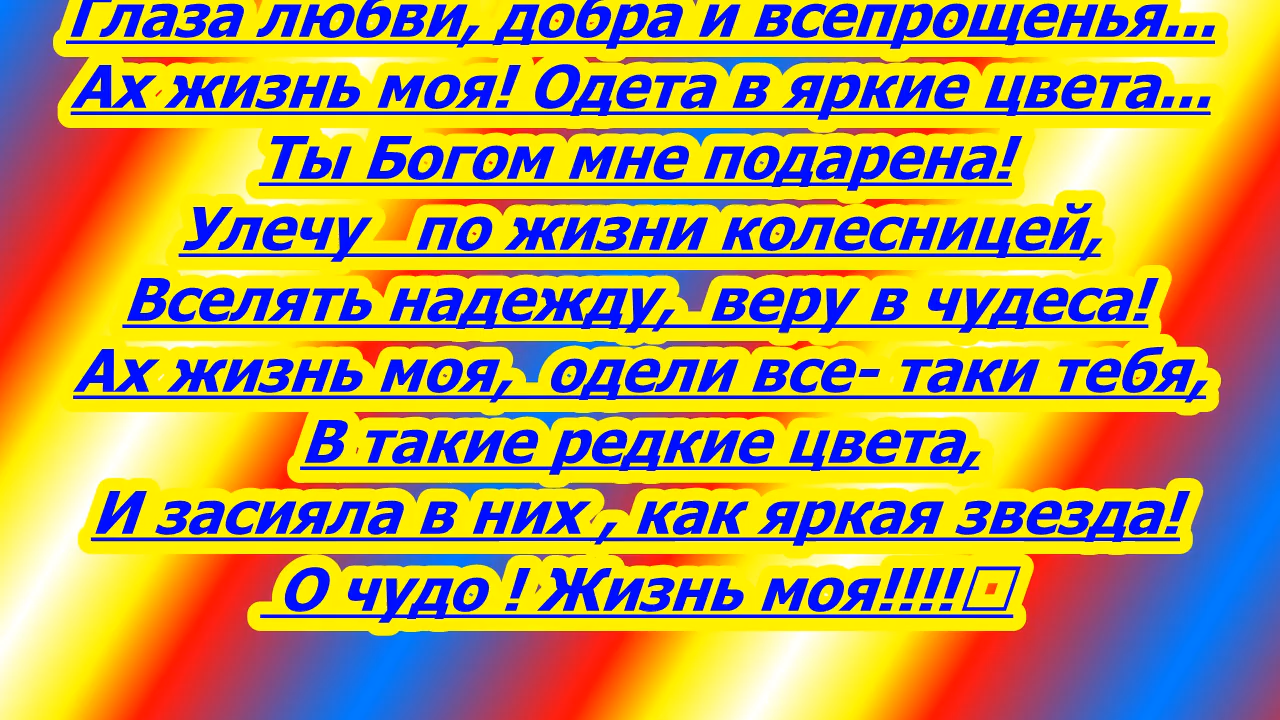 Глаза любви, добра и всепрощенья...
Ах жизнь моя! Одета в яркие цвета...
Ты Богом мне подарена!
Улечу   по жизни колесницей,
Вселять надежду,  веру в чудеса!
Ах жизнь моя,  одели все- таки тебя,
В такие редкие цвета,
И засияла в них , как яркая звезда!
О чудо ! Жизнь моя!!!!